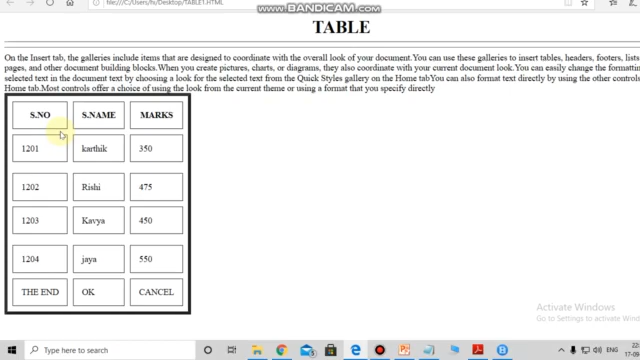 file:///C:/Users/hi/Desktop/TABLE1.HTML
WWW.BANDICAM.COM
TABLE
On the Insert tab, the galleries include items that are designed to coordinate with the overall look of your document.You can use these galleries to insert tables, headers, footers, lists
pages, and other document building blocks.When you create pictures, charts, or diagrams, they also coordinate with your current document look.You can easily change the formattin
selected text in the document text by choosing a look for the selected text from the Quick Styles gallery on the Home tabYou can also format text directly by using the other controls
Home tab.Most controls offer a choice of using the look from the current theme or using a format that you specify directly
S.NO S.NAME MARKS
1201 karthik 350
1202 Rishi 475
1203 Kavya 450
1204 jaya 550
THE END OK CANCEL
Activate Windows
Go to Settings to activate Wind
Type here to search
ENG
22:
17-09